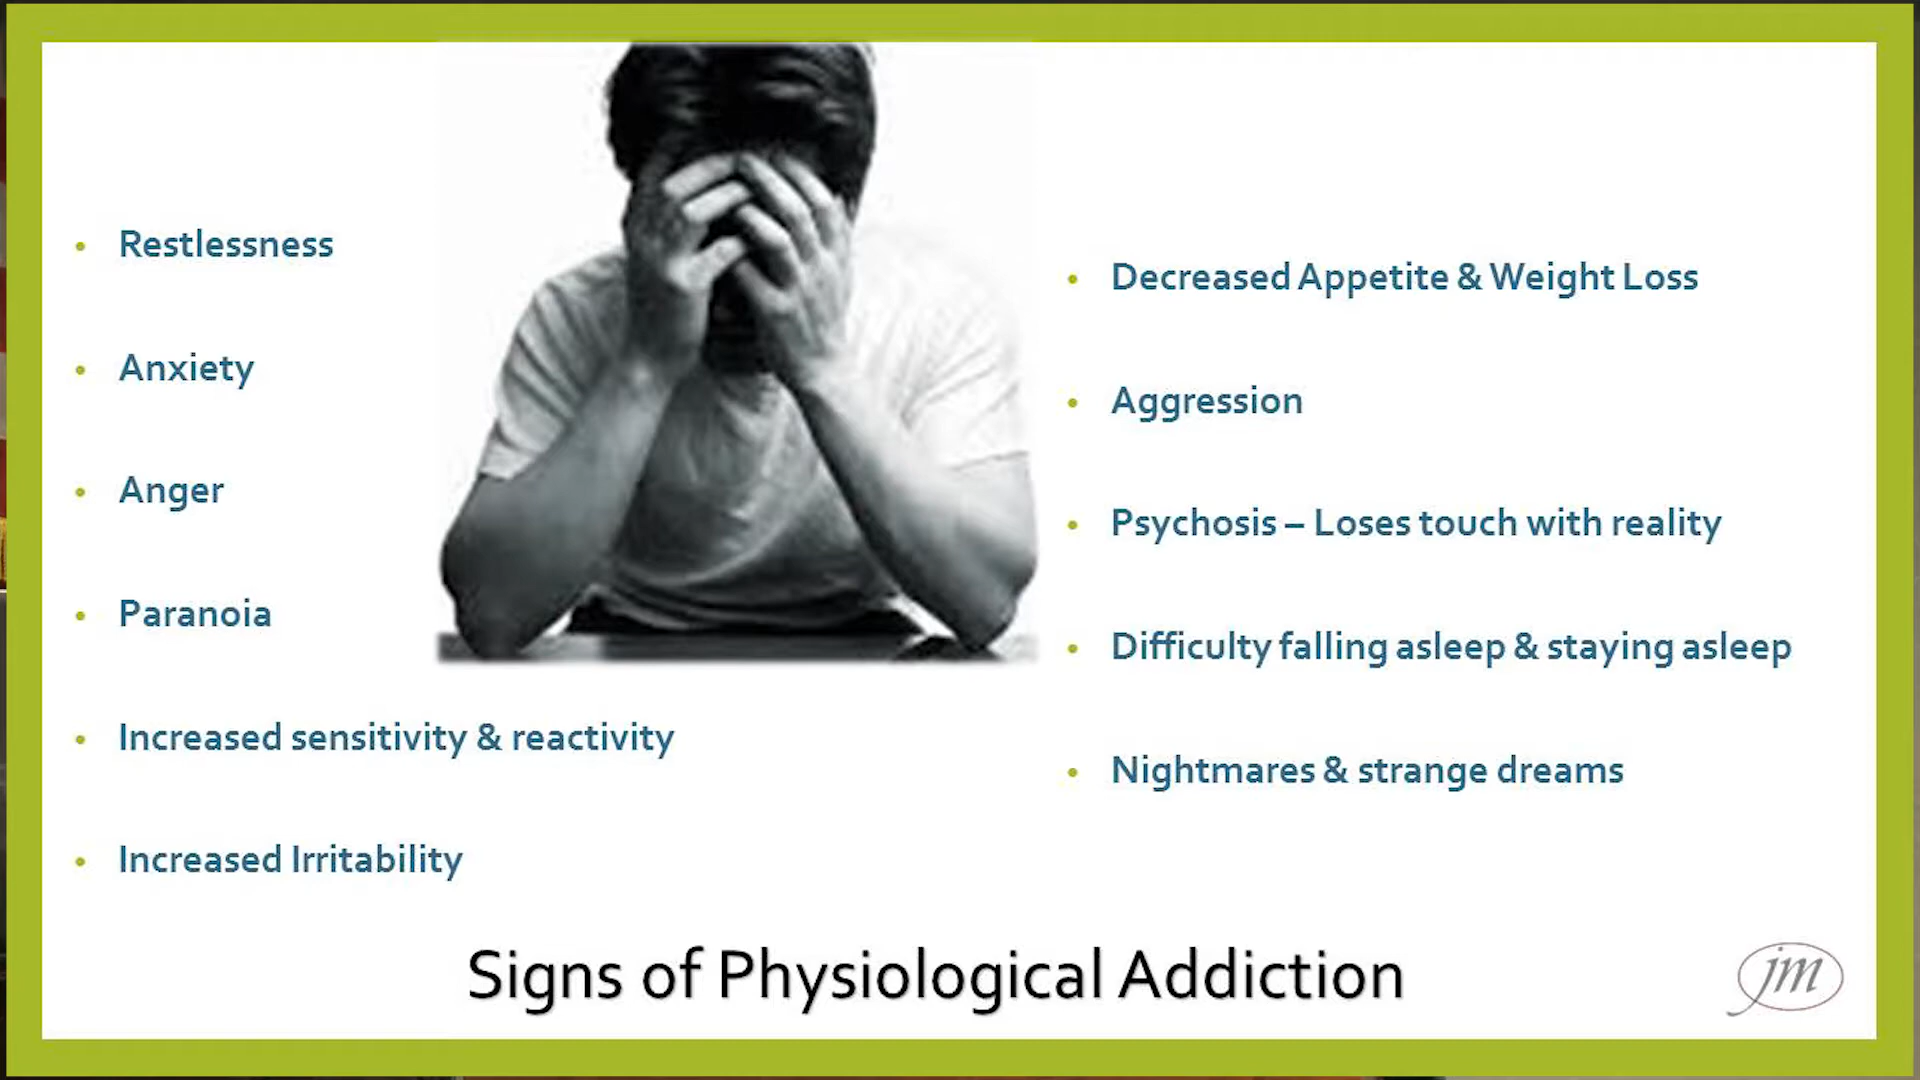 Restlessness
Anxiety
Anger
Paranoia
Increased sensitivity & reactivity
Increased Irritability
Decreased Appetite & Weight Loss
Aggression
Psychosis – Loses touch with reality
Difficulty falling asleep & staying asleep
Nightmares & strange dreams
Signs of Physiological Addiction
jm